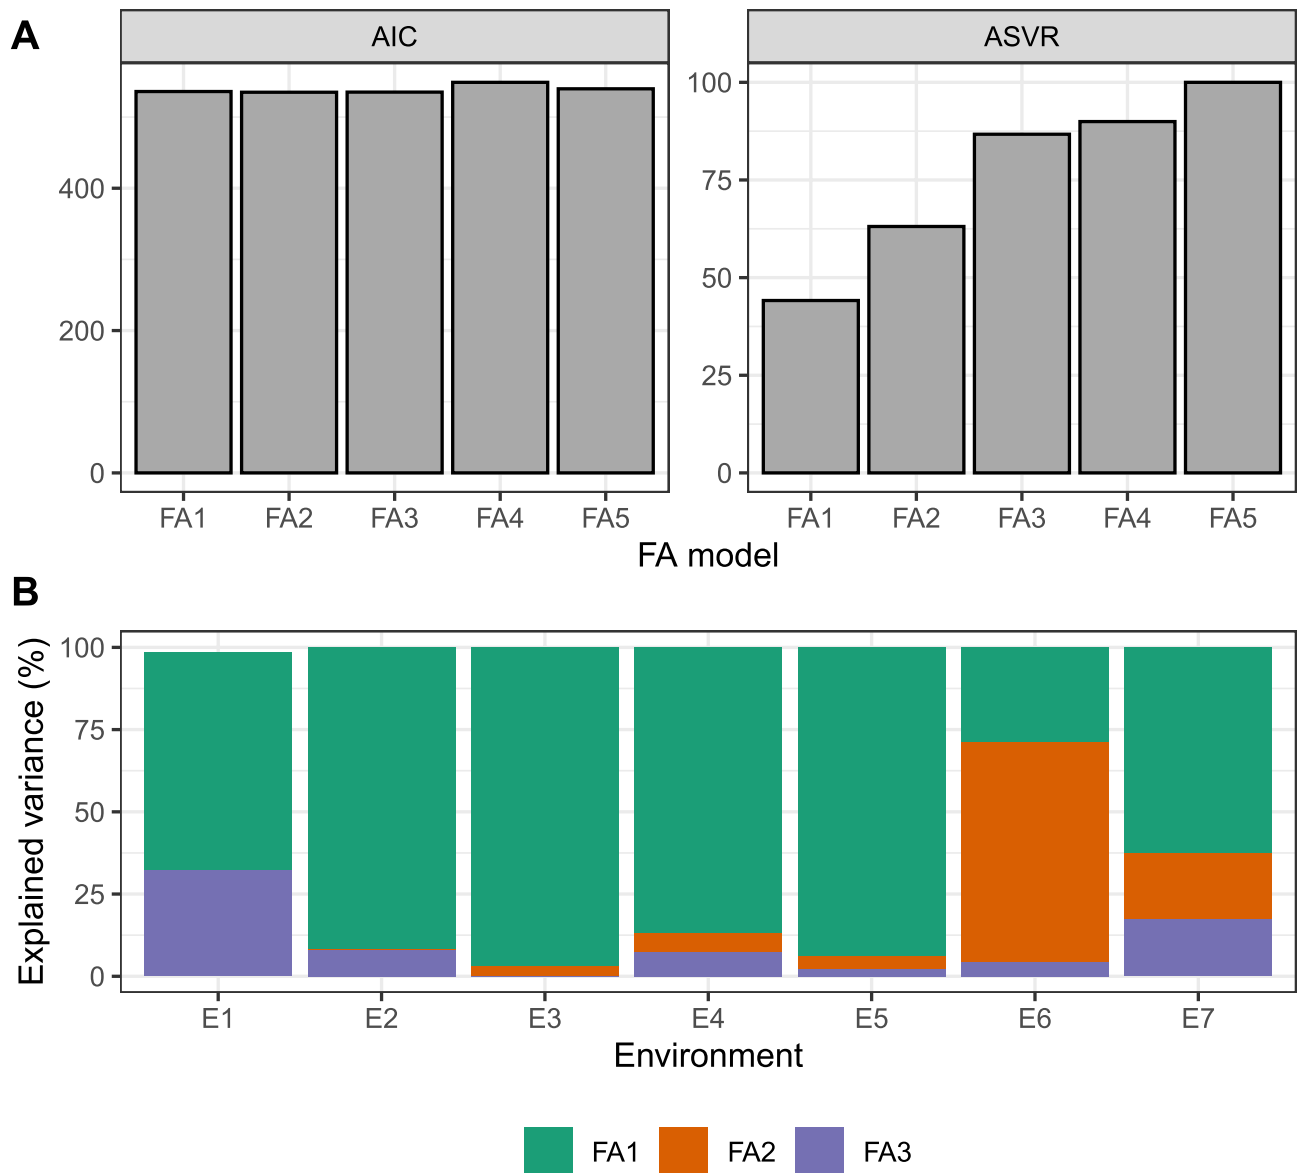 A
AIC
ASVR
400
200
0
100
75
50
25
0
FA1 FA2 FA3 FA4 FA5
FA1 FA2 FA3 FA4 FA5
FA model
B
Explained variance (%)
100
75
50
25
0
E1 E2 E3 E4 E5 E6 E7
Environment
FA1 FA2 FA3